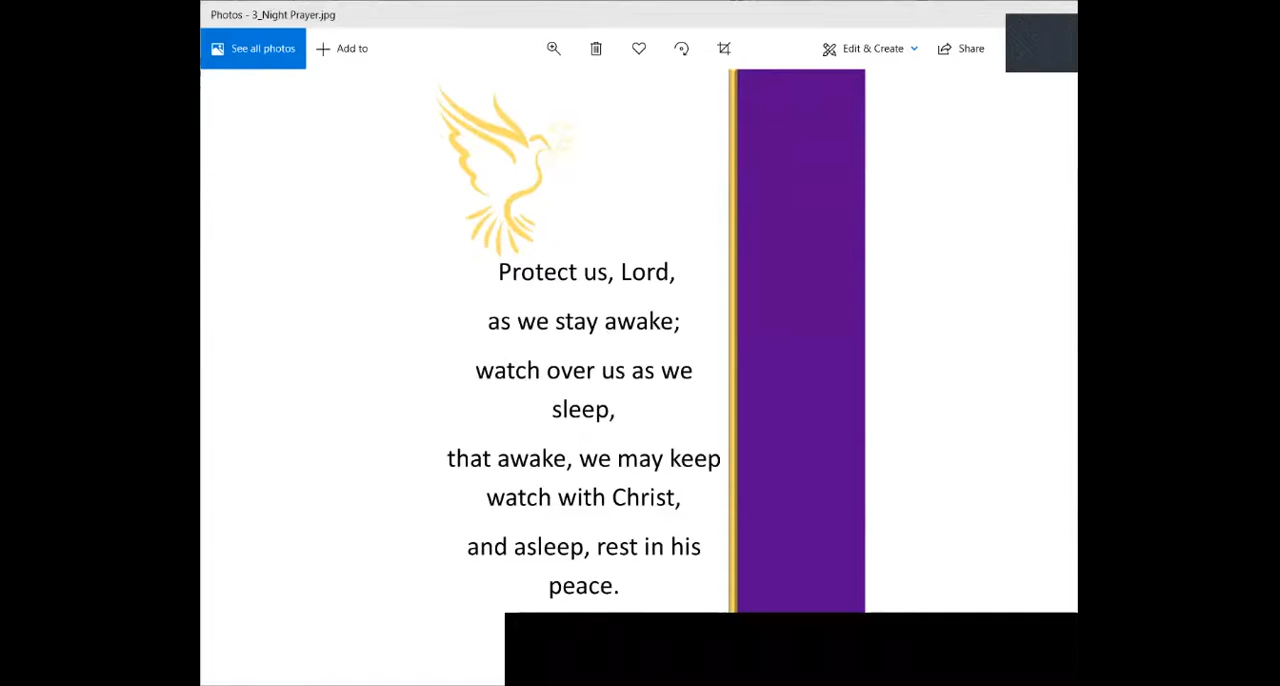 Photos - 3_Night Prayer.jpg
See all photos
Add to
Edit & Create
Share
Protect us, Lord,
as we stay awake;
watch over us as we
sleep,
that awake, we may keep
watch with Christ,
and asleep, rest in his
peace.